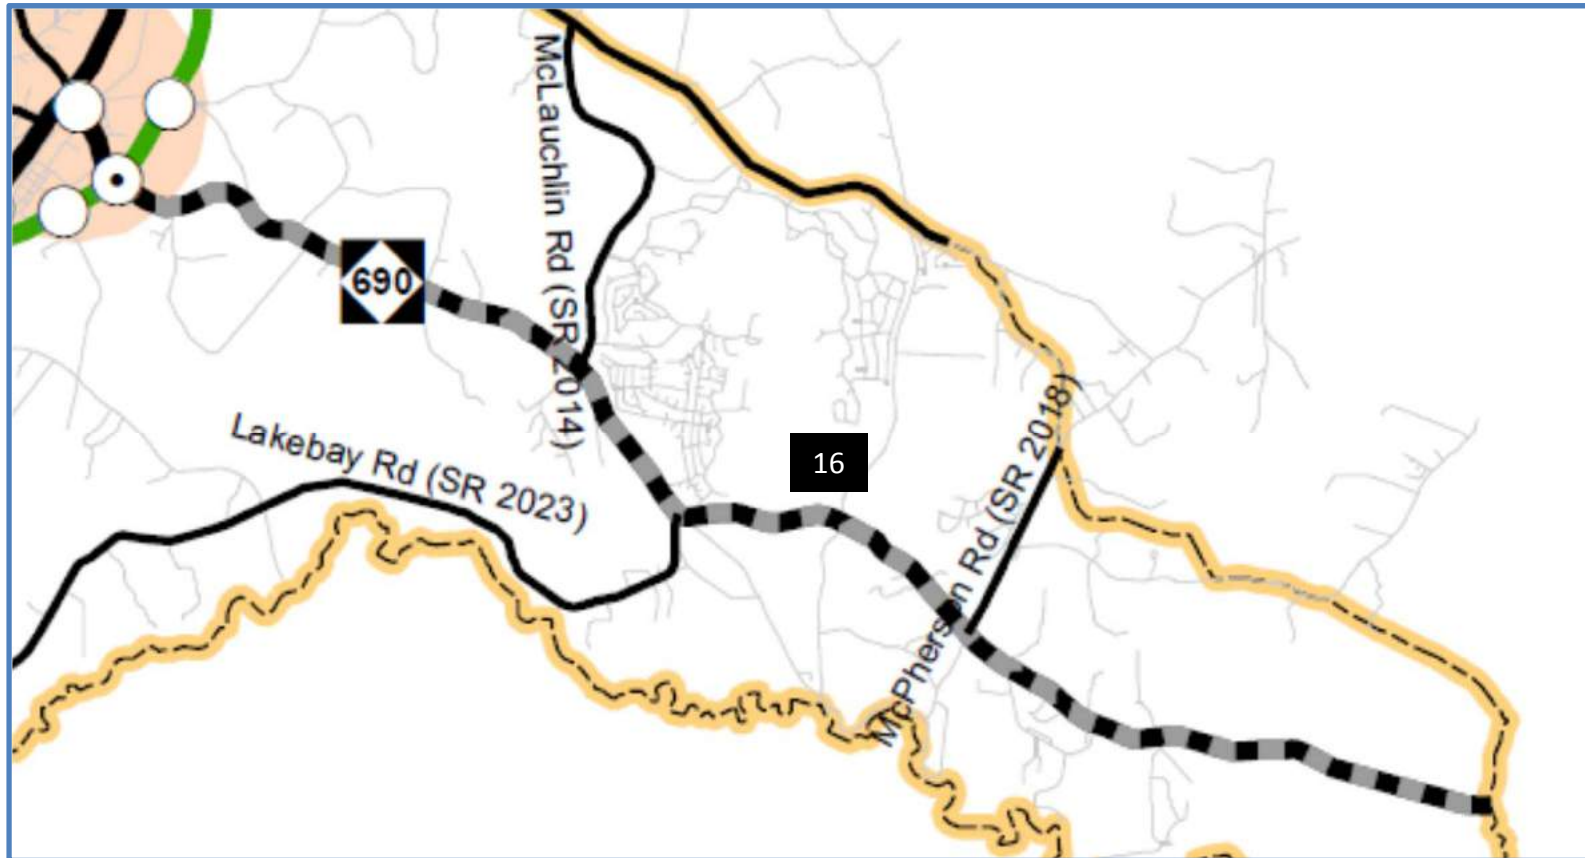 McLauchlin Rd (SR 2014)
690
Lakebay Rd (SR 2023)
16
McPherson Rd (SR 2018)